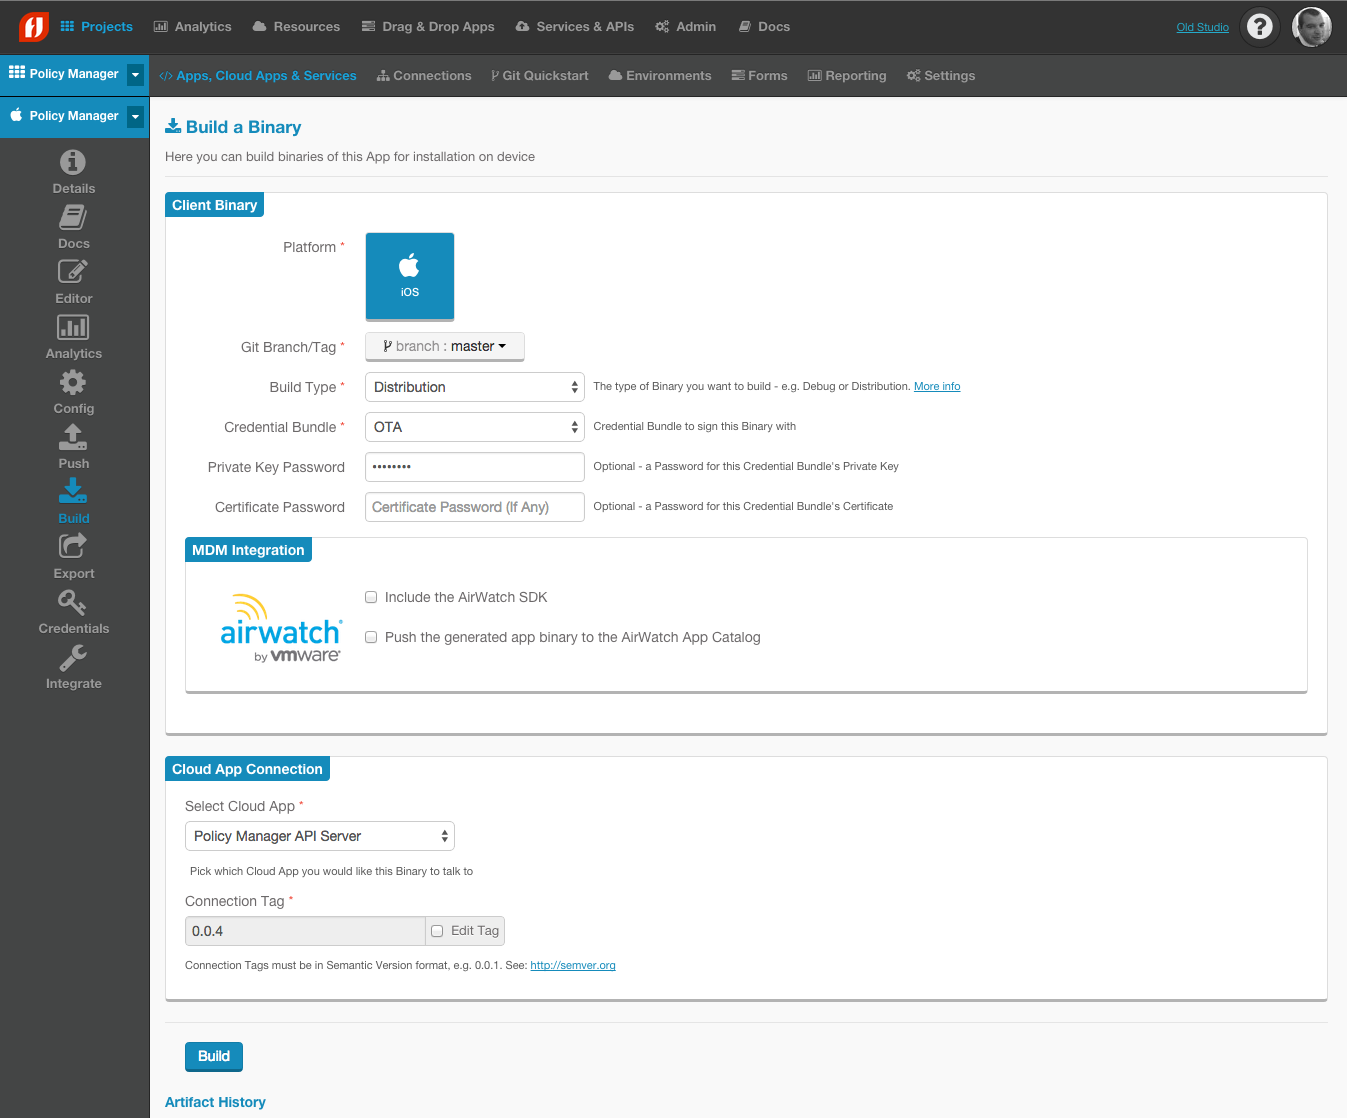 Projects Analytics Resources Drag & Drop Apps Services & APIs Admin Docs Old Studio ?
Policy Manager </> Apps, Cloud Apps & Services Connections Git Quickstart Environments Forms Reporting Settings
Policy Manager
Details
Docs
Editor
Analytics
Config
Push
Build
Export
Credentials
Integrate
Build a Binary
Here you can build binaries of this App for installation on device
Client Binary
Platform *
iOS
Git Branch/Tag * branch : master
Build Type * Distribution The type of Binary you want to build - e.g. Debug or Distribution. More info
Credential Bundle * OTA Credential Bundle to sign this Binary with
Private Key Password •••••••• Optional - a Password for this Credential Bundle's Private Key
Certificate Password Certificate Password (If Any) Optional - a Password for this Credential Bundle's Certificate
MDM Integration
airwatch®
by vmware®
Include the AirWatch SDK
Push the generated app binary to the AirWatch App Catalog
Cloud App Connection
Select Cloud App *
Policy Manager API Server
Pick which Cloud App you would like this Binary to talk to
Connection Tag *
0.0.4 Edit Tag
Connection Tags must be in Semantic Version format, e.g. 0.0.1. See: http://semver.org
Build
Artifact History